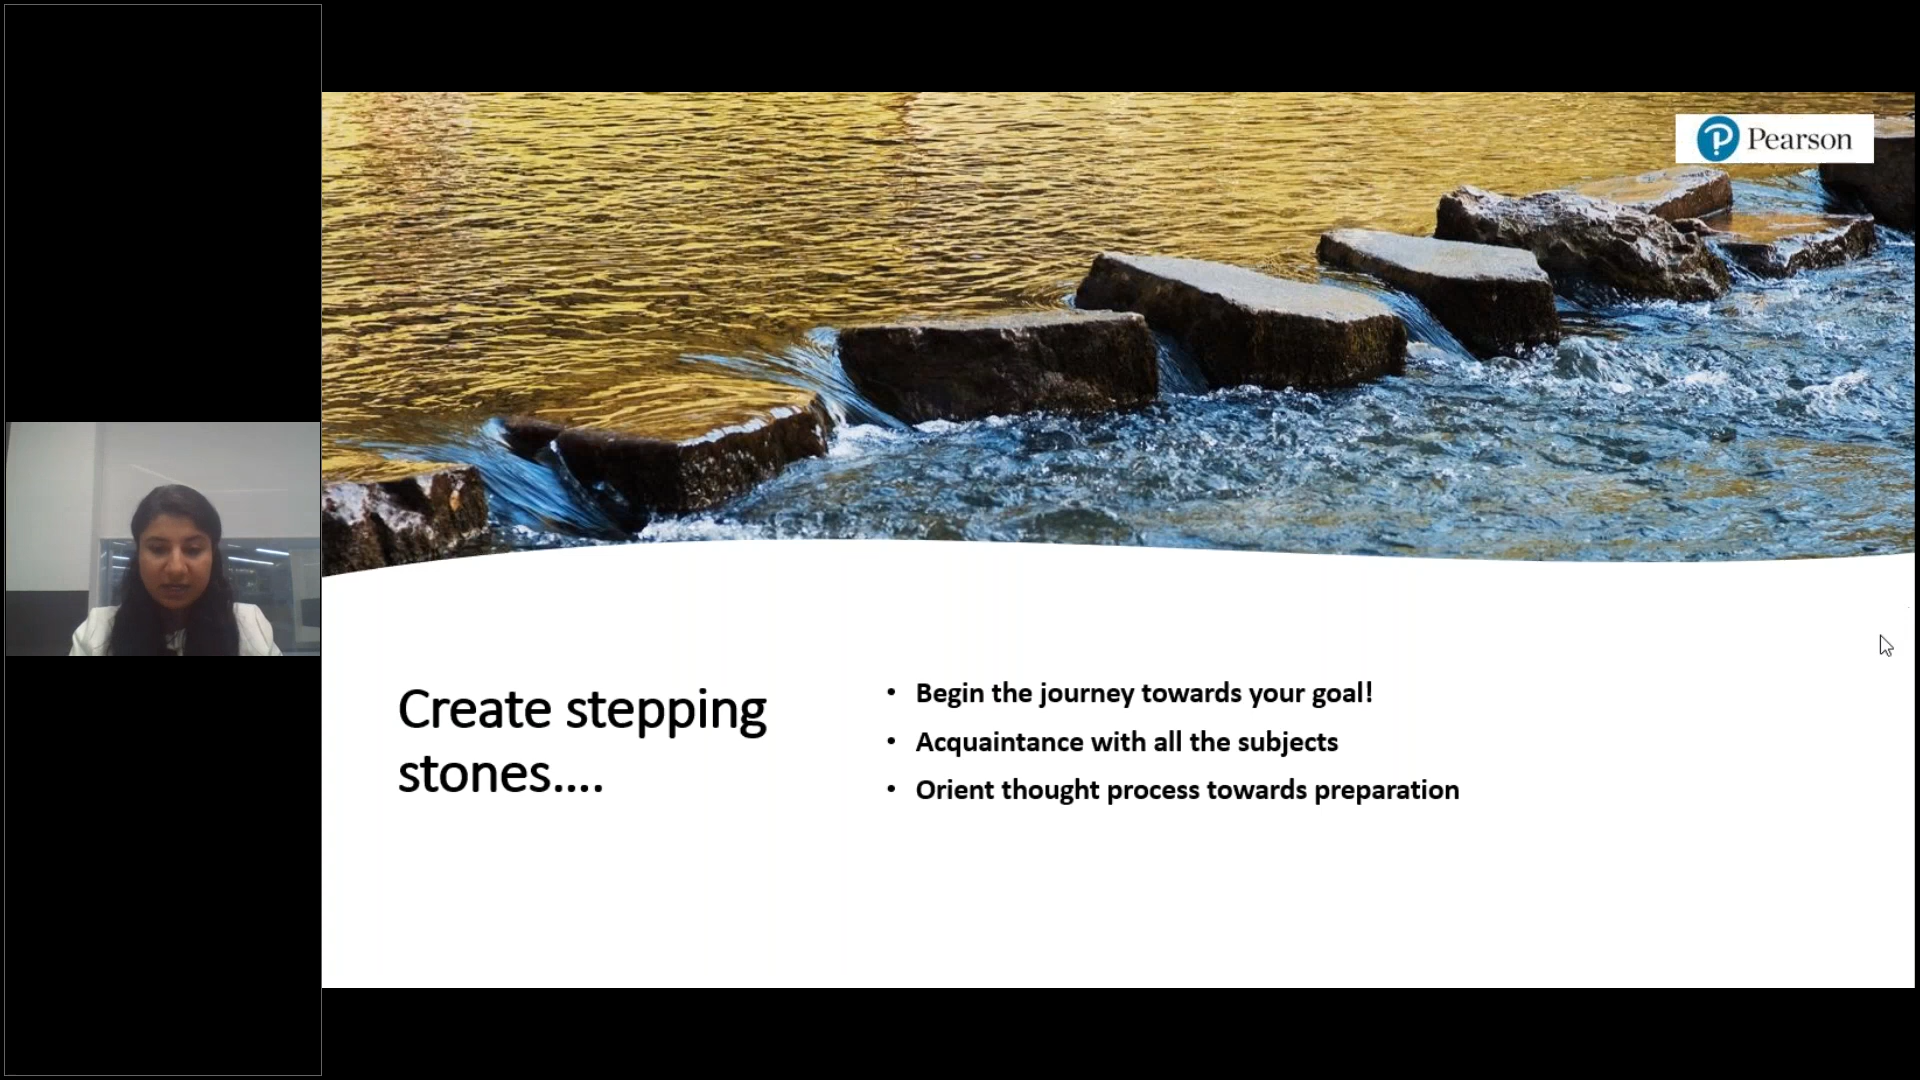 Pearson
Create stepping
stones....
• Begin the journey towards your goal!
• Acquaintance with all the subjects
• Orient thought process towards preparation